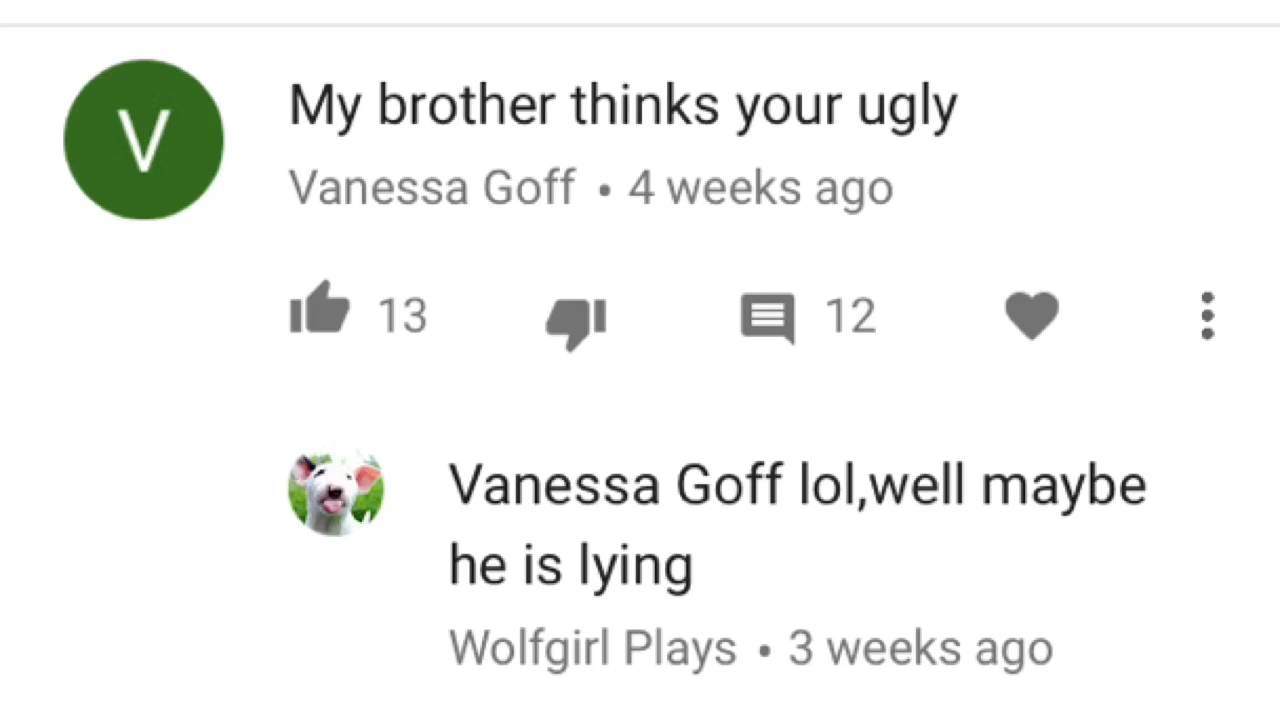 V
My brother thinks your ugly
Vanessa Goff • 4 weeks ago
13 12
Vanessa Goff lol,well maybe
he is lying
Wolfgirl Plays • 3 weeks ago